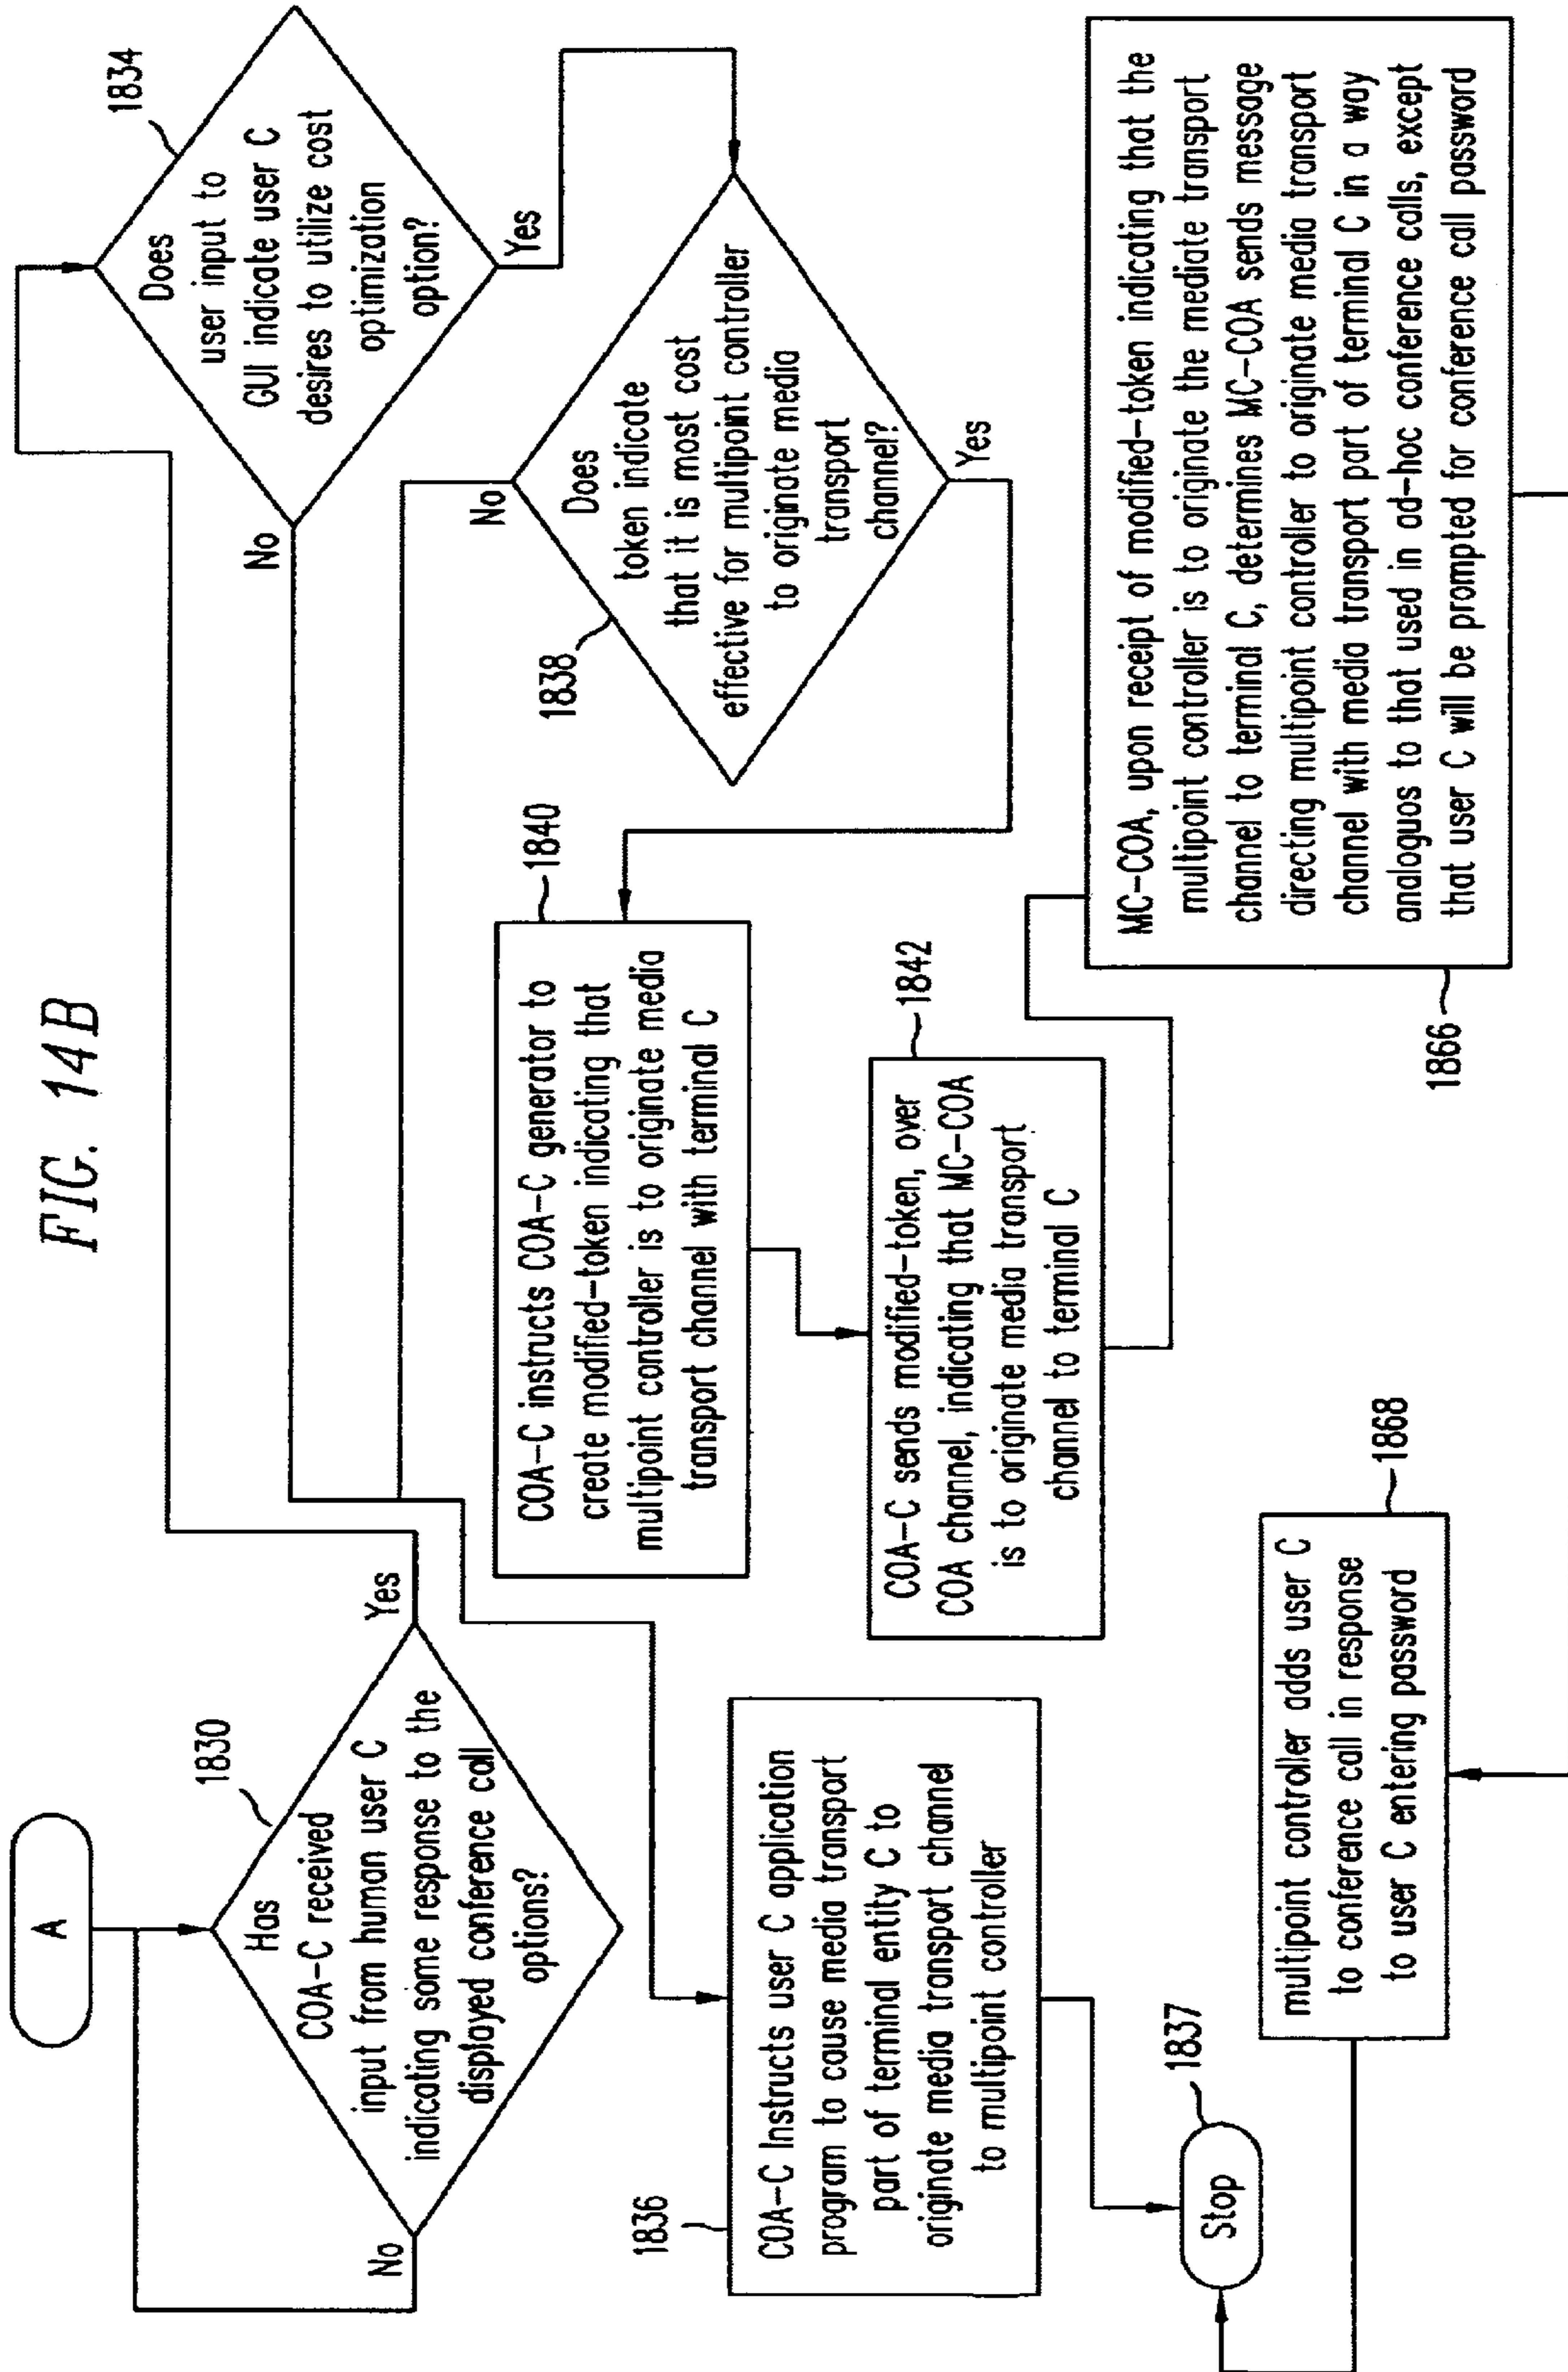 FIG. 14B
A
1830
Has
COA-C received
input from human user C
indicating some response to the
displayed conference call
options?
Yes
No
1834
Does
user input to
GUI indicate user C
desires to utilize cost
optimization
option?
No
Yes
1836
COA-C Instructs user C application
program to cause media transport
part of terminal entity C to
originate media transport channel
to multipoint controller
1837
Stop
1838
Does
token indicate
that it is most cost
effective for multipoint controller
to originate media
transport
channel?
No
Yes
1840
COA-C instructs COA-C generator to
create modified-token indicating that
multipoint controller is to originate media
transport channel with terminal C
1842
COA-C sends modified-token, over
COA channel, indicating that MC-COA
is to originate media transport
channel to terminal C
1866
MC-COA, upon receipt of modified-token indicating that the
multipoint controller is to originate the mediate transport
channel to terminal C, determines MC-COA sends message
directing multipoint controller to originate media transport
channel with media transport part of terminal C in a way
analoguos to that used in ad-hoc conference calls, except
that user C will be prompted for conference call password
1868
multipoint controller adds user C
to conference call in response
to user C entering password